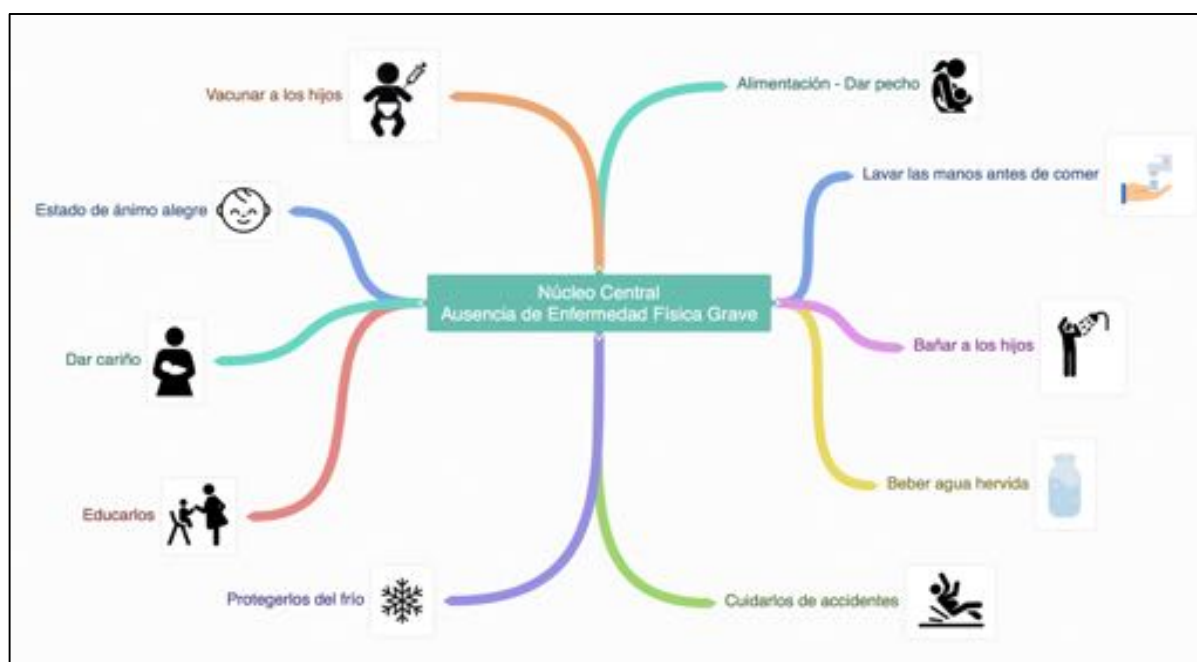 Vacunar a los hijos
Alimentación - Dar pecho
Lavar las manos antes de comer
Estado de ánimo alegre
Núcleo Central
Ausencia de Enfermedad Física Grave
Dar cariño
Bañar a los hijos
Beber agua hervida
Educarlos
Protegerlos del frío
Cuidarlos de accidentes